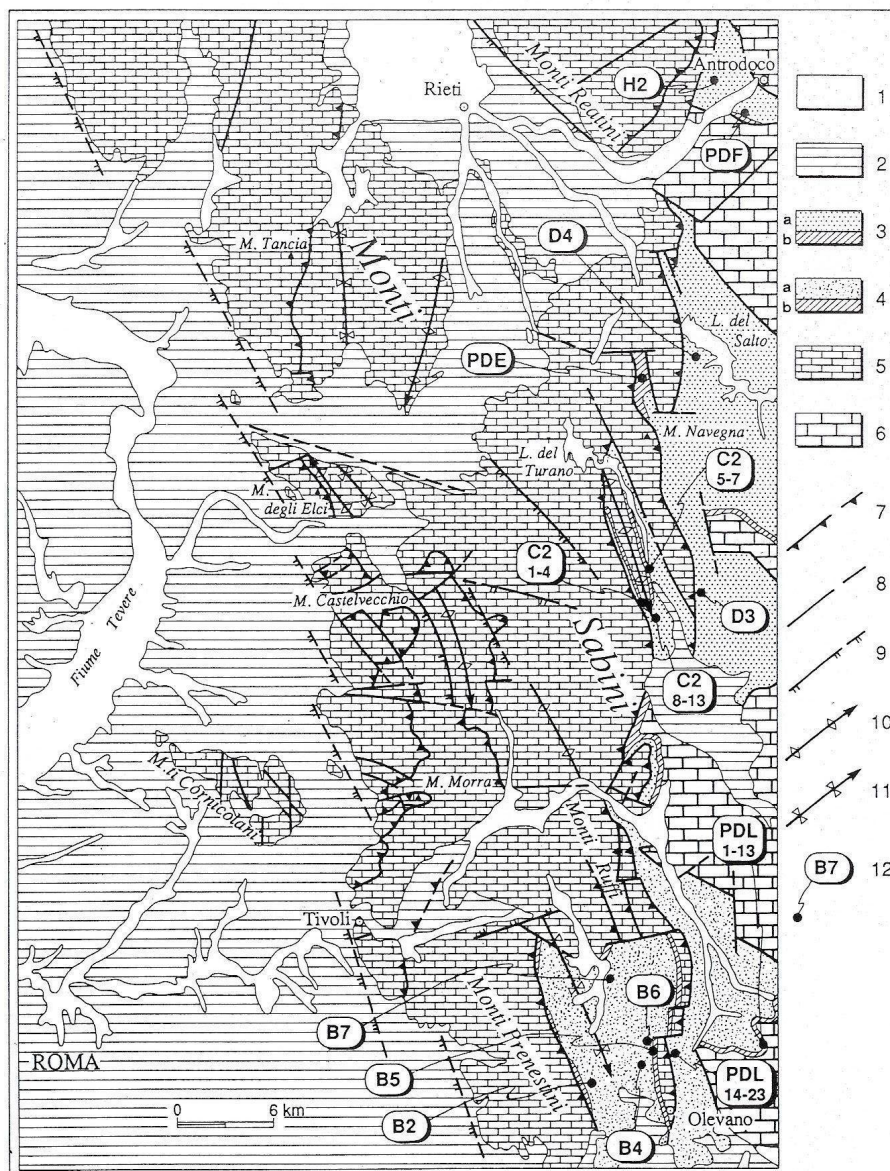 Antrodoco
Rieti
Monti Reatini
H2
PDF
1
2
a
b
3
a
b
4
5
6
7
8
9
10
11
B7
12
D4
M. Tancia
Monti
L. del
Salto
PDE
M. Navegna
L. del
Turano
C2
5-7
M.
degli Elci
C2
1-4
M. Castelvecchio
D3
Fiume Tevere
Sabini
C2
8-13
M. Morra
M.ti Cornicolani
Monti Ruffi
PDL
1-13
Tivoli
B6
B7
Monti Prenestini
ROMA
B5
PDL
14-23
B2
Olevano
B4
0
6 km